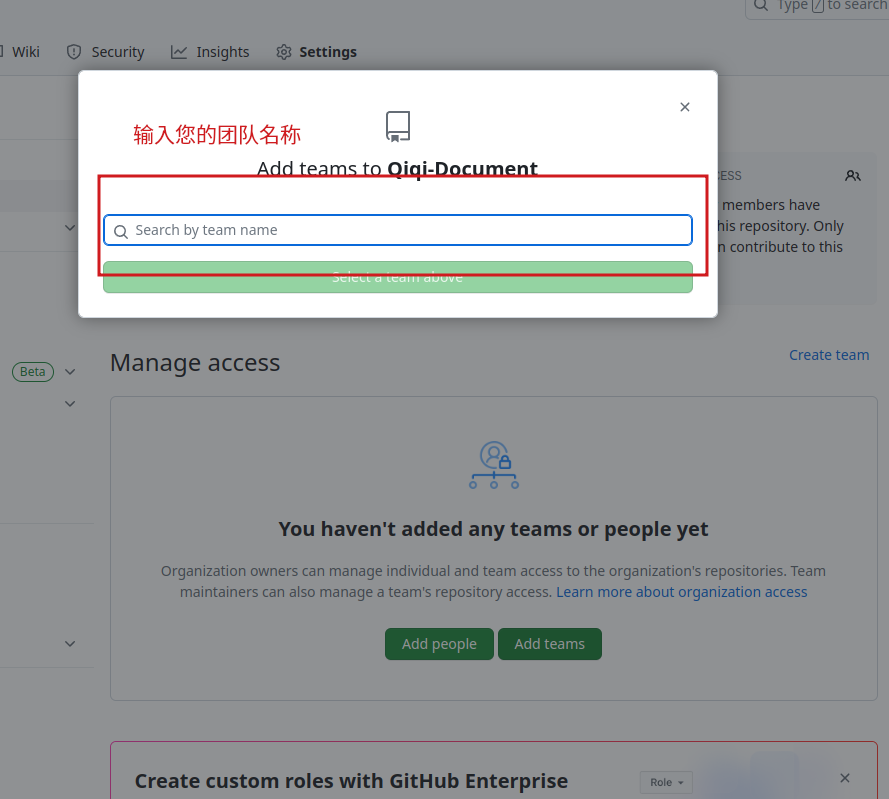 Type / to search
Wiki
Security
Insights
Settings
输入您的团队名称
Add teams to Qiqi-Document
Search by team name
Select a team above
members have
his repository. Only
contribute to this
Manage access
Create team
Beta
You haven't added any teams or people yet
Organization owners can manage individual and team access to the organization's repositories. Team
maintainers can also manage a team's repository access. Learn more about organization access
Add people
Add teams
Create custom roles with GitHub Enterprise
Role